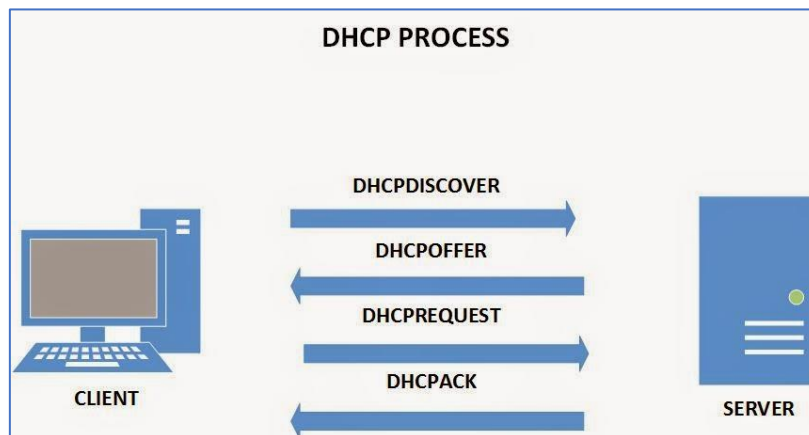 DHCP PROCESS
DHCPDISCOVER
DHCPOFFER
DHCPREQUEST
DHCPACK
CLIENT
SERVER